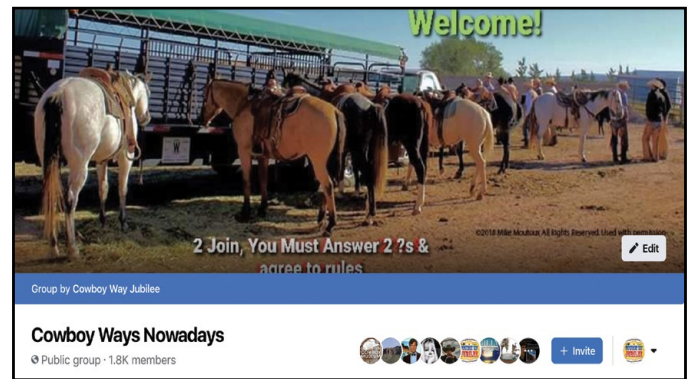 Welcome!
©2018 Mike Moutoux All Rights Reserved. Used with permission.
2 Join, You Must Answer 2 ?s &
agree to rules
Edit
Group by Cowboy Way Jubilee
Cowboy Ways Nowadays
Public group · 1.8K members
+ Invite